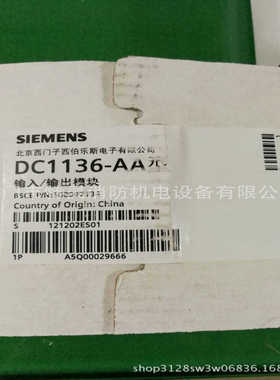 SIEMENS
北京西门子西伯乐斯电子有限公司
DC1136-AA
输入/输出模块
BSCE P/N:
Country of Origin: China
S 121202ES01
1P A5Q00029666
防机电设备有限公司
shop3128sw3w06836.168